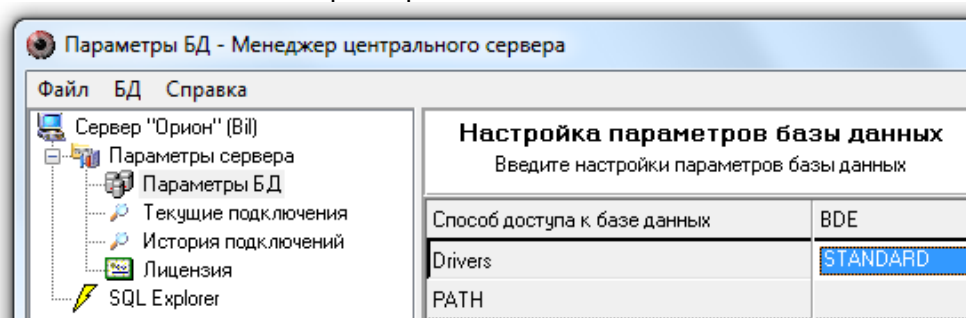 Параметры БД - Менеджер центрального сервера
Файл БД Справка
Сервер "Орион" (Bil)
Параметры сервера
Параметры БД
Текущие подключения
История подключений
Лицензия
SQL Explorer
Настройка параметров базы данных
Введите настройки параметров базы данных
Способ доступа к базе данных BDE
Drivers STANDARD
PATH